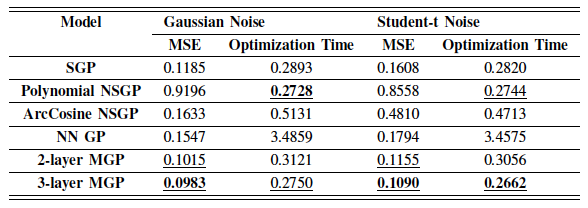 Model Gaussian Noise Student-t Noise
MSE Optimization Time MSE Optimization Time
SGP 0.1185 0.2893 0.1608 0.2820
Polynomial NSGP 0.9196 0.2728 0.8558 0.2744
ArcCosine NSGP 0.1633 0.5131 0.4810 0.4713
NN GP 0.1547 3.4859 0.1794 3.4575
2-layer MGP 0.1015 0.3121 0.1155 0.3056
3-layer MGP 0.0983 0.2750 0.1090 0.2662